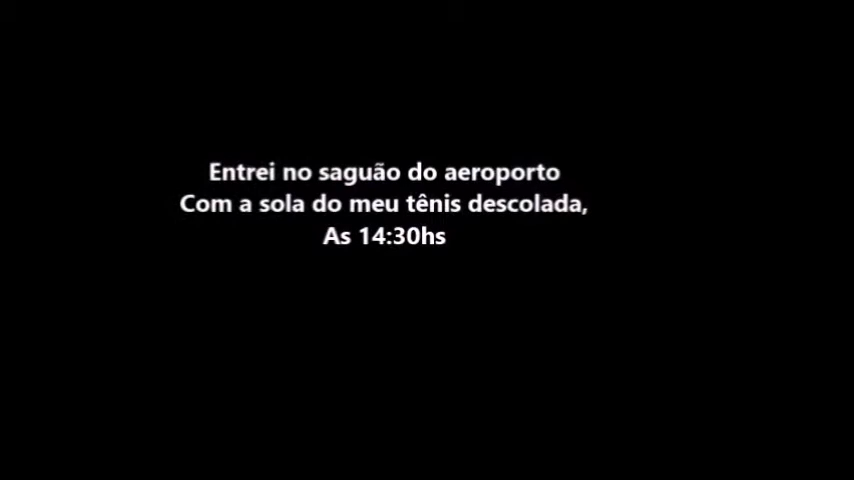 Entrei no saguão do aeroporto
Com a sola do meu tênis descolada,
As 14:30hs